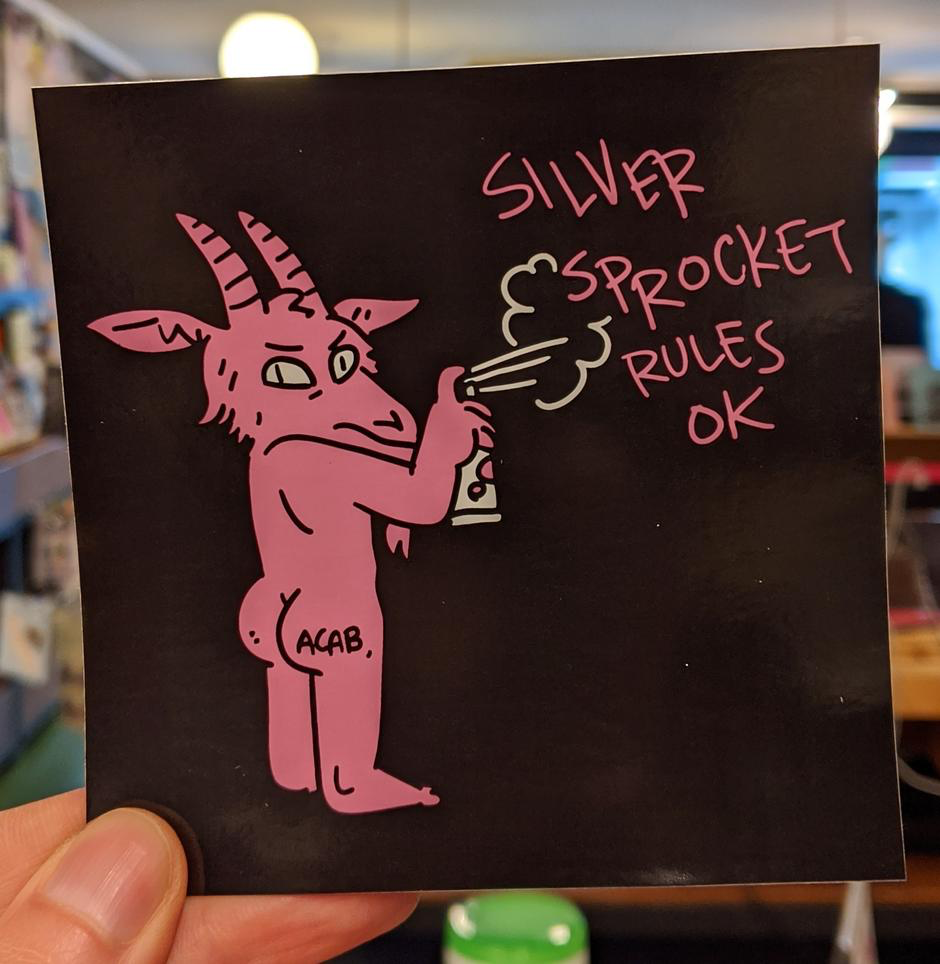 SILVER
SPROCKET
RULES
OK
ACAB.